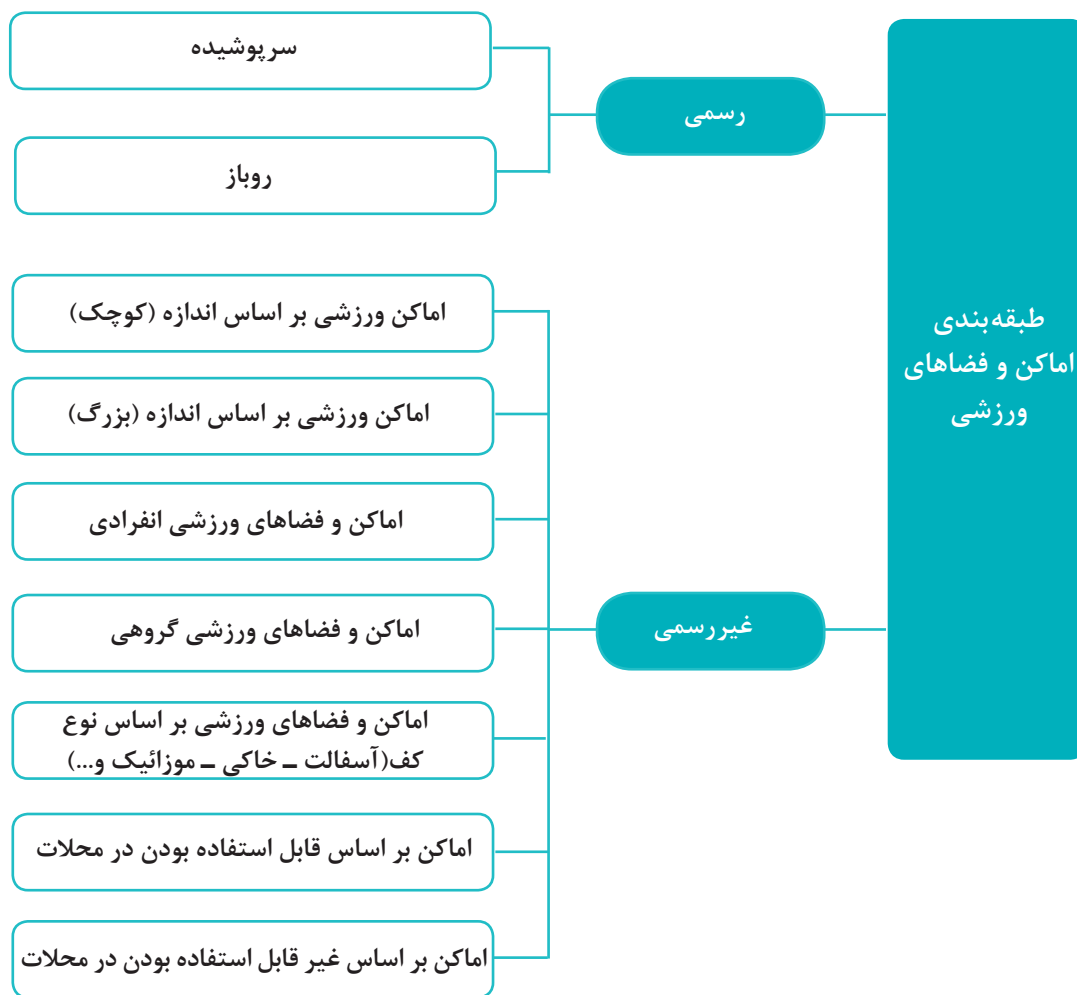 طبقه‌بندی
اماکن و فضاهای
ورزشی
رسمی
سرپوشیده
روباز
غیررسمی
اماکن ورزشی بر اساس اندازه (کوچک)
اماکن ورزشی بر اساس اندازه (بزرگ)
اماکن و فضاهای ورزشی انفرادی
اماکن و فضاهای ورزشی گروهی
اماکن و فضاهای ورزشی بر اساس نوع
کف(آسفالت ــ خاکی ــ موزائیک و...)
اماکن بر اساس قابل استفاده بودن در محلات
اماکن بر اساس غیر قابل استفاده بودن در محلات